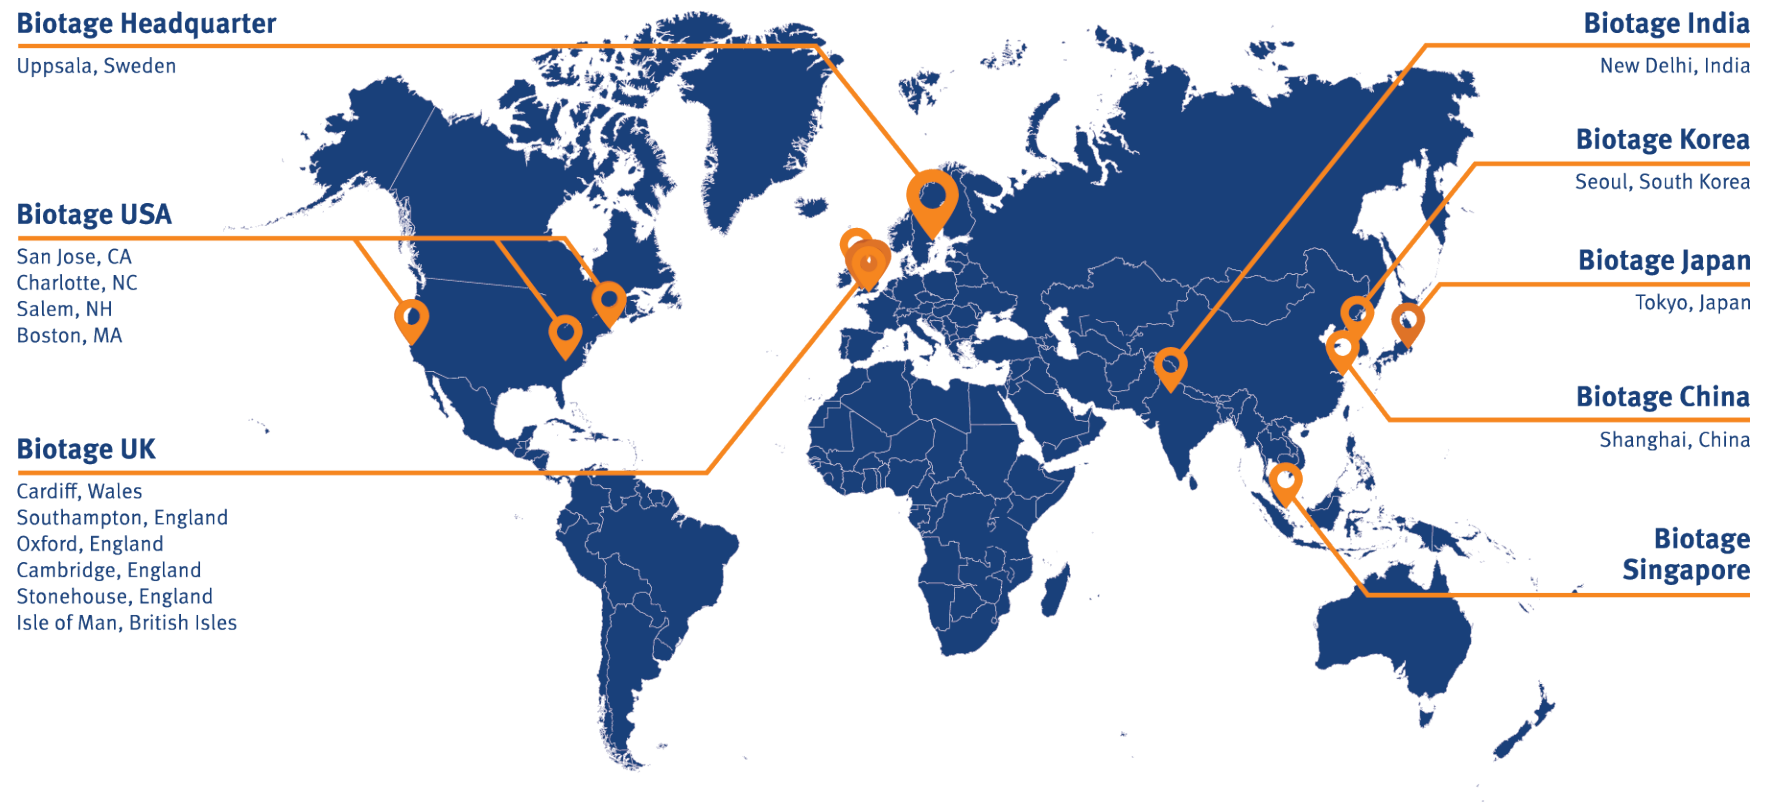 Biotage Headquarter
Uppsala, Sweden
Biotage USA
San Jose, CA
Charlotte, NC
Salem, NH
Boston, MA
Biotage UK
Cardiff, Wales
Southampton, England
Oxford, England
Cambridge, England
Stonehouse, England
Isle of Man, British Isles
Biotage India
New Delhi, India
Biotage Korea
Seoul, South Korea
Biotage Japan
Tokyo, Japan
Biotage China
Shanghai, China
Biotage
Singapore